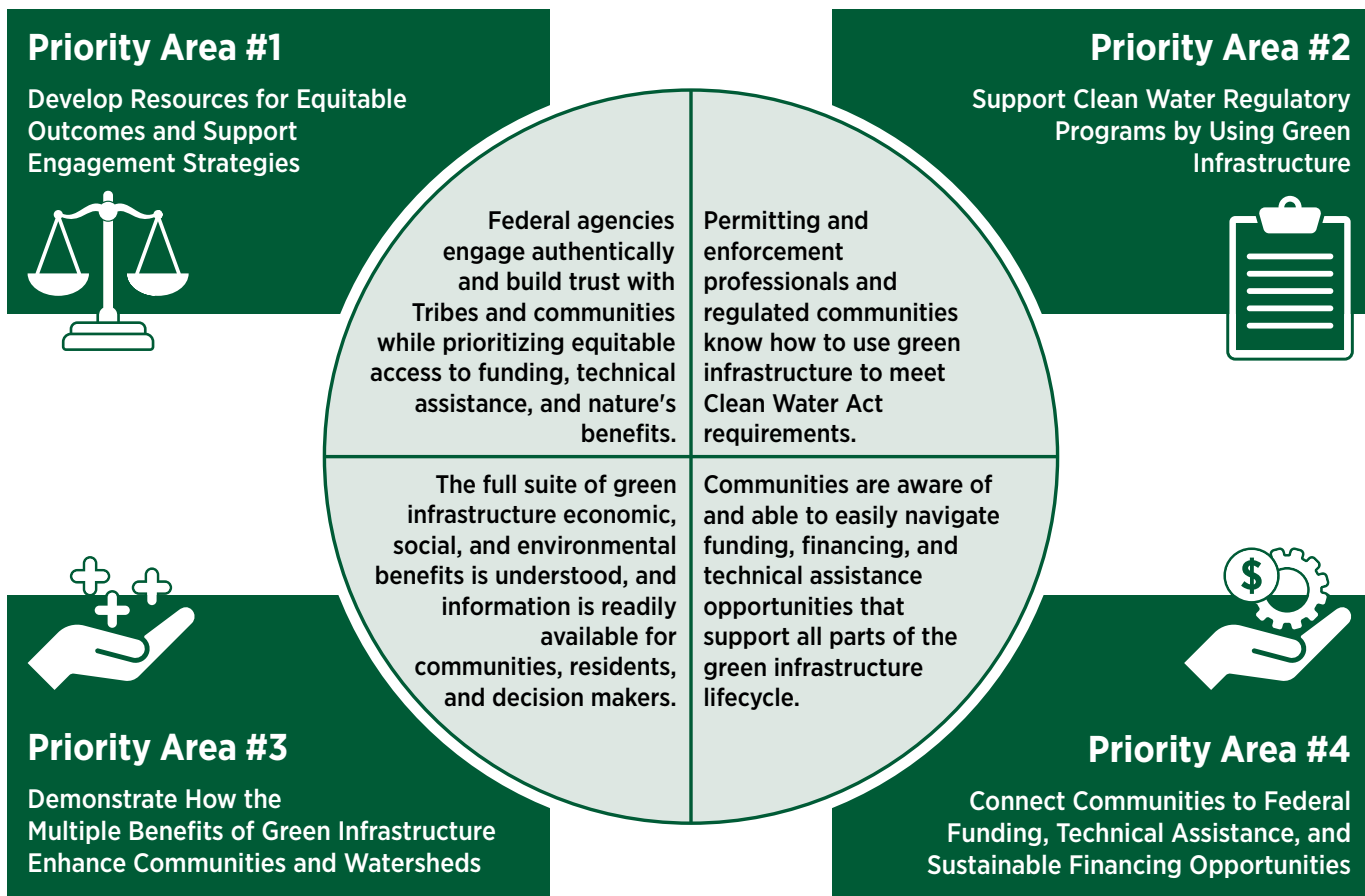 Priority Area #1
Develop Resources for Equitable
Outcomes and Support
Engagement Strategies
Priority Area #2
Support Clean Water Regulatory
Programs by Using Green
Infrastructure
Federal agencies
engage authentically
and build trust with
Tribes and communities
while prioritizing equitable
access to funding, technical
assistance, and nature's
benefits.
Permitting and
enforcement
professionals and
regulated communities
know how to use green
infrastructure to meet
Clean Water Act
requirements.
The full suite of green
infrastructure economic,
social, and environmental
benefits is understood, and
information is readily
available for
communities, residents,
and decision makers.
Communities are aware of
and able to easily navigate
funding, financing, and
technical assistance
opportunities that
support all parts of the
green infrastructure
lifecycle.
$
Priority Area #3
Demonstrate How the
Multiple Benefits of Green Infrastructure
Enhance Communities and Watersheds
Priority Area #4
Connect Communities to Federal
Funding, Technical Assistance, and
Sustainable Financing Opportunities